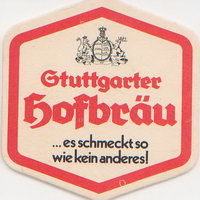 Stuttgarter
Hofbräu
...es schmeckt so
wie kein anderes!